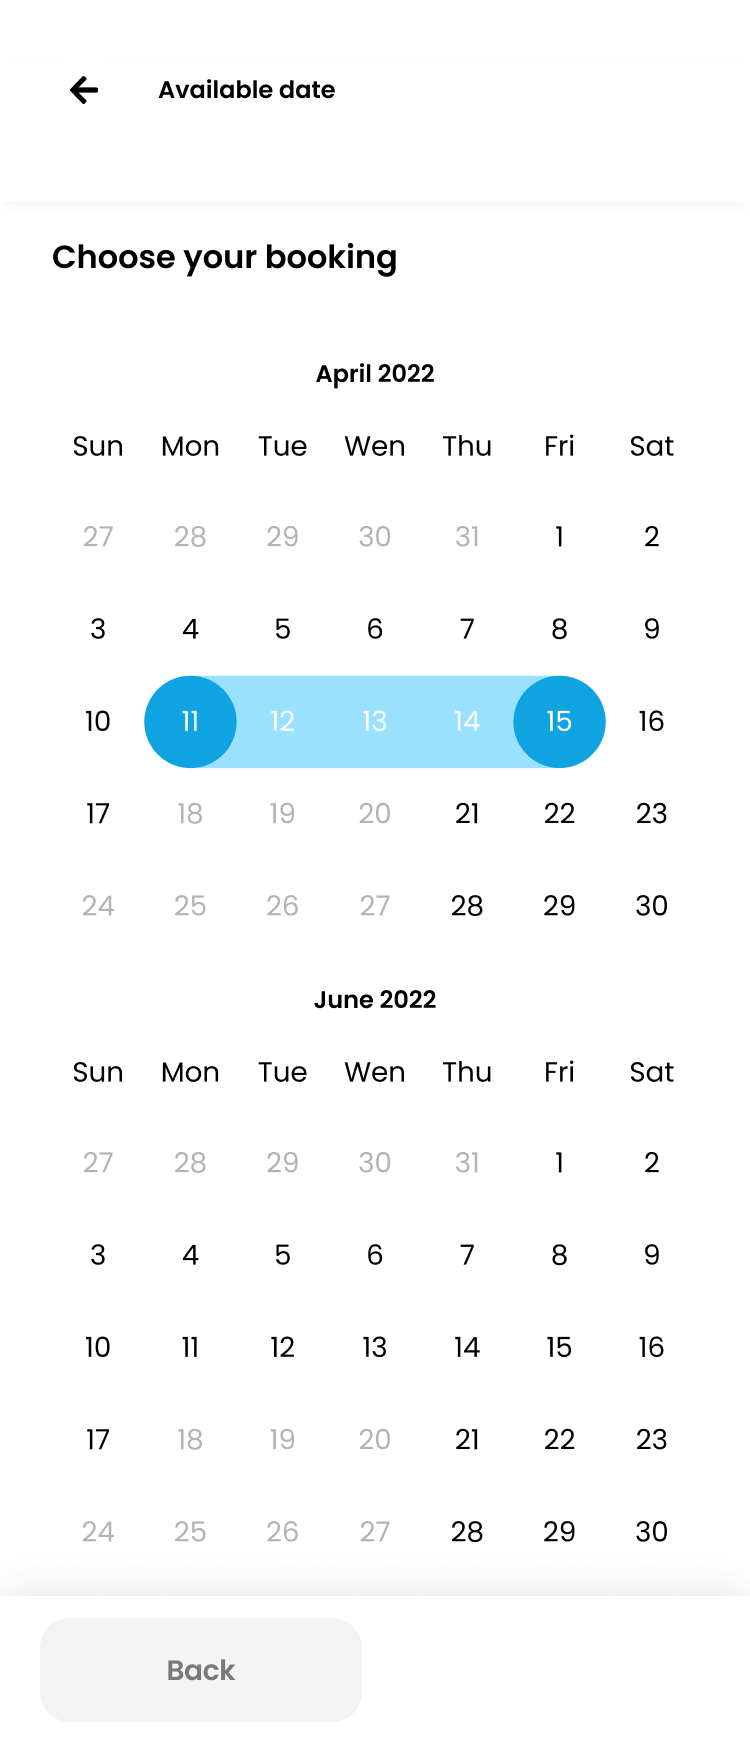 Available date
Choose your booking
April 2022
Sun Mon Tue Wen Thu Fri Sat
27 28 29 30 31 1 2
3 4 5 6 7 8 9
10 11 12 13 14 15 16
17 18 19 20 21 22 23
24 25 26 27 28 29 30
June 2022
Sun Mon Tue Wen Thu Fri Sat
27 28 29 30 31 1 2
3 4 5 6 7 8 9
10 11 12 13 14 15 16
17 18 19 20 21 22 23
24 25 26 27 28 29 30
Back